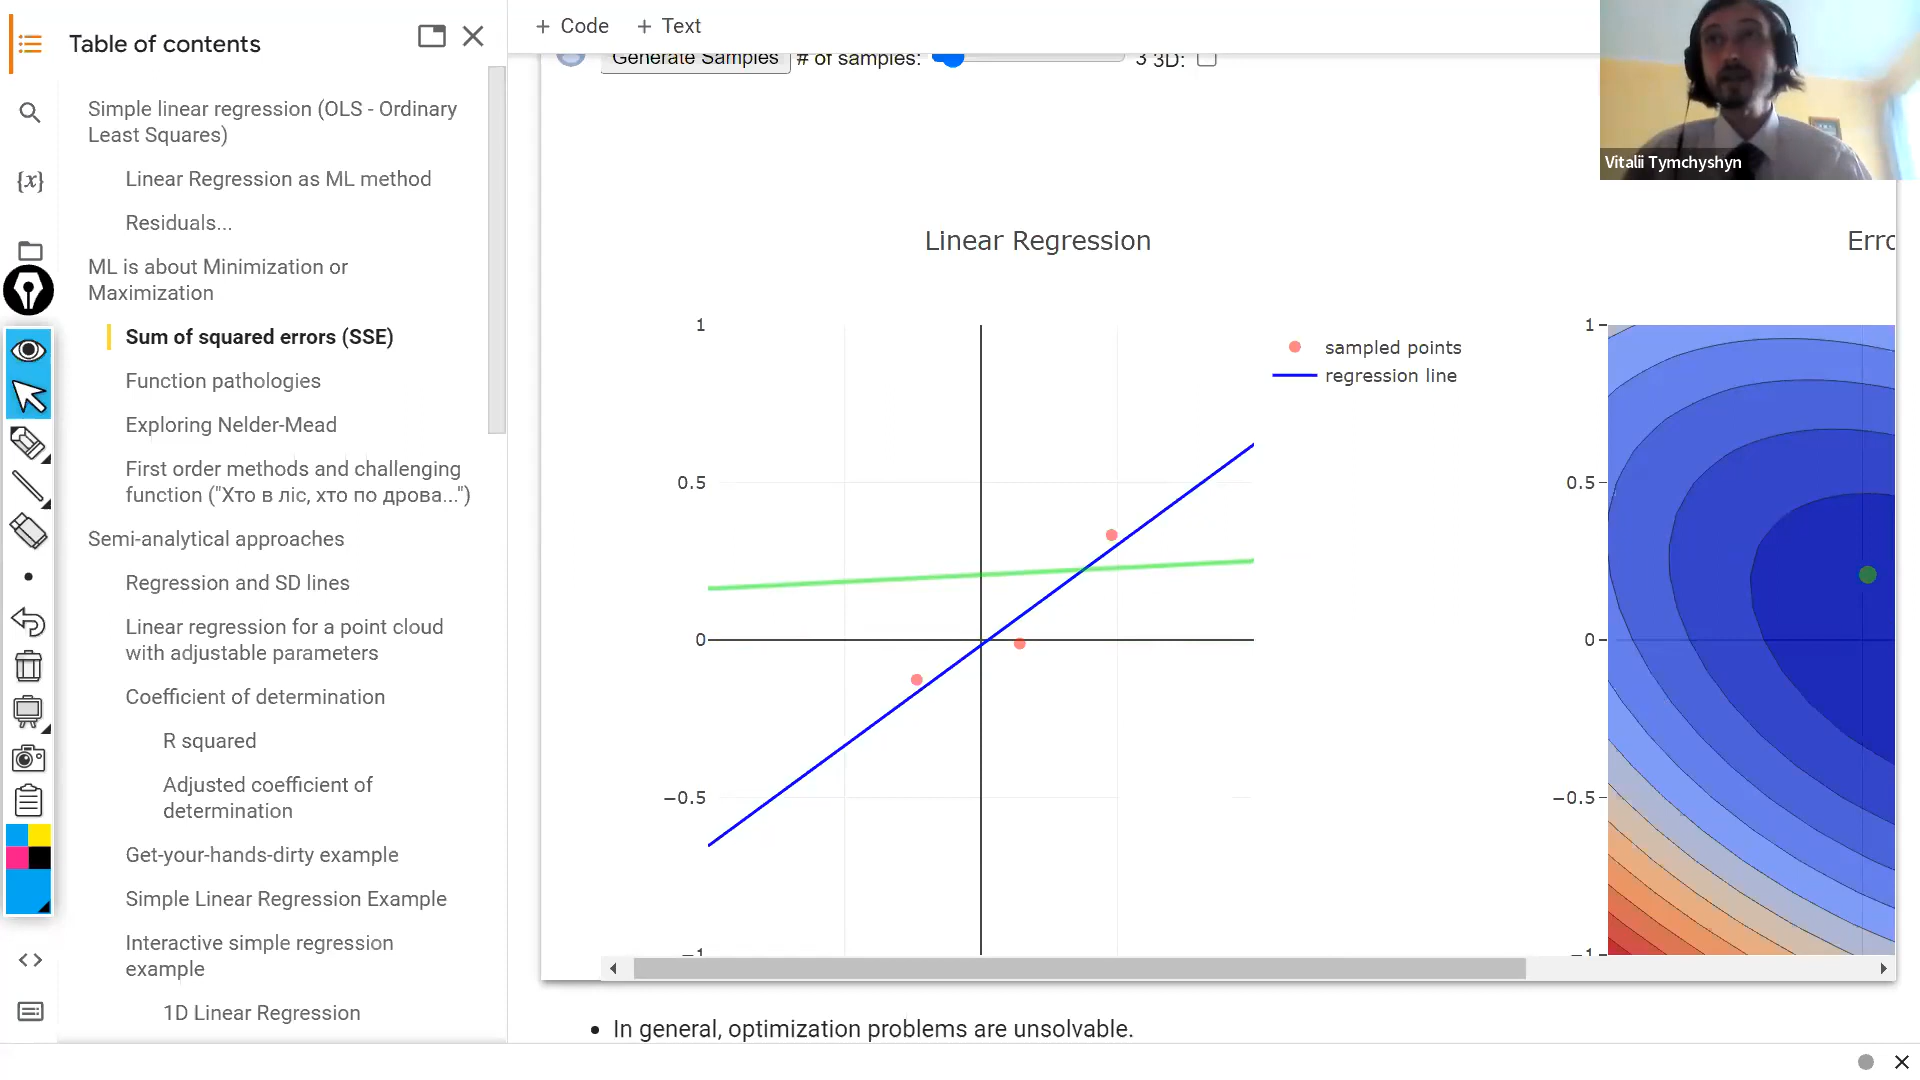 Table of contents
+ Code + Text
Simple linear regression (OLS - Ordinary
Least Squares)
Linear Regression as ML method
Residuals...
ML is about Minimization or
Maximization
Sum of squared errors (SSE)
Function pathologies
Exploring Nelder-Mead
First order methods and challenging
function ("Хто в ліс, хто по дрова...")
Semi-analytical approaches
Regression and SD lines
Linear regression for a point cloud
with adjustable parameters
Coefficient of determination
R squared
Adjusted coefficient of
determination
Get-your-hands-dirty example
Simple Linear Regression Example
Interactive simple regression
example
1D Linear Regression
{x}
<>
Generate Samples # of samples: 3 3D:
Vitalii Tymchyshyn
Linear Regression
Erro
1
0.5
0
−0.5
−1
sampled points
regression line
1
0.5
0
−0.5
−1
• In general, optimization problems are unsolvable.